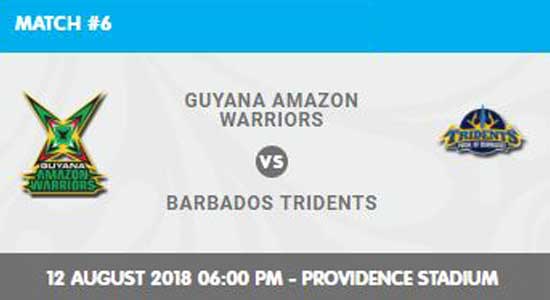 MATCH #6
GUYANA AMAZON
WARRIORS
VS
BARBADOS TRIDENTS
GUYANA
AMAZON
WARRIORS
TRIDENTS
12 AUGUST 2018 06:00 PM - PROVIDENCE STADIUM